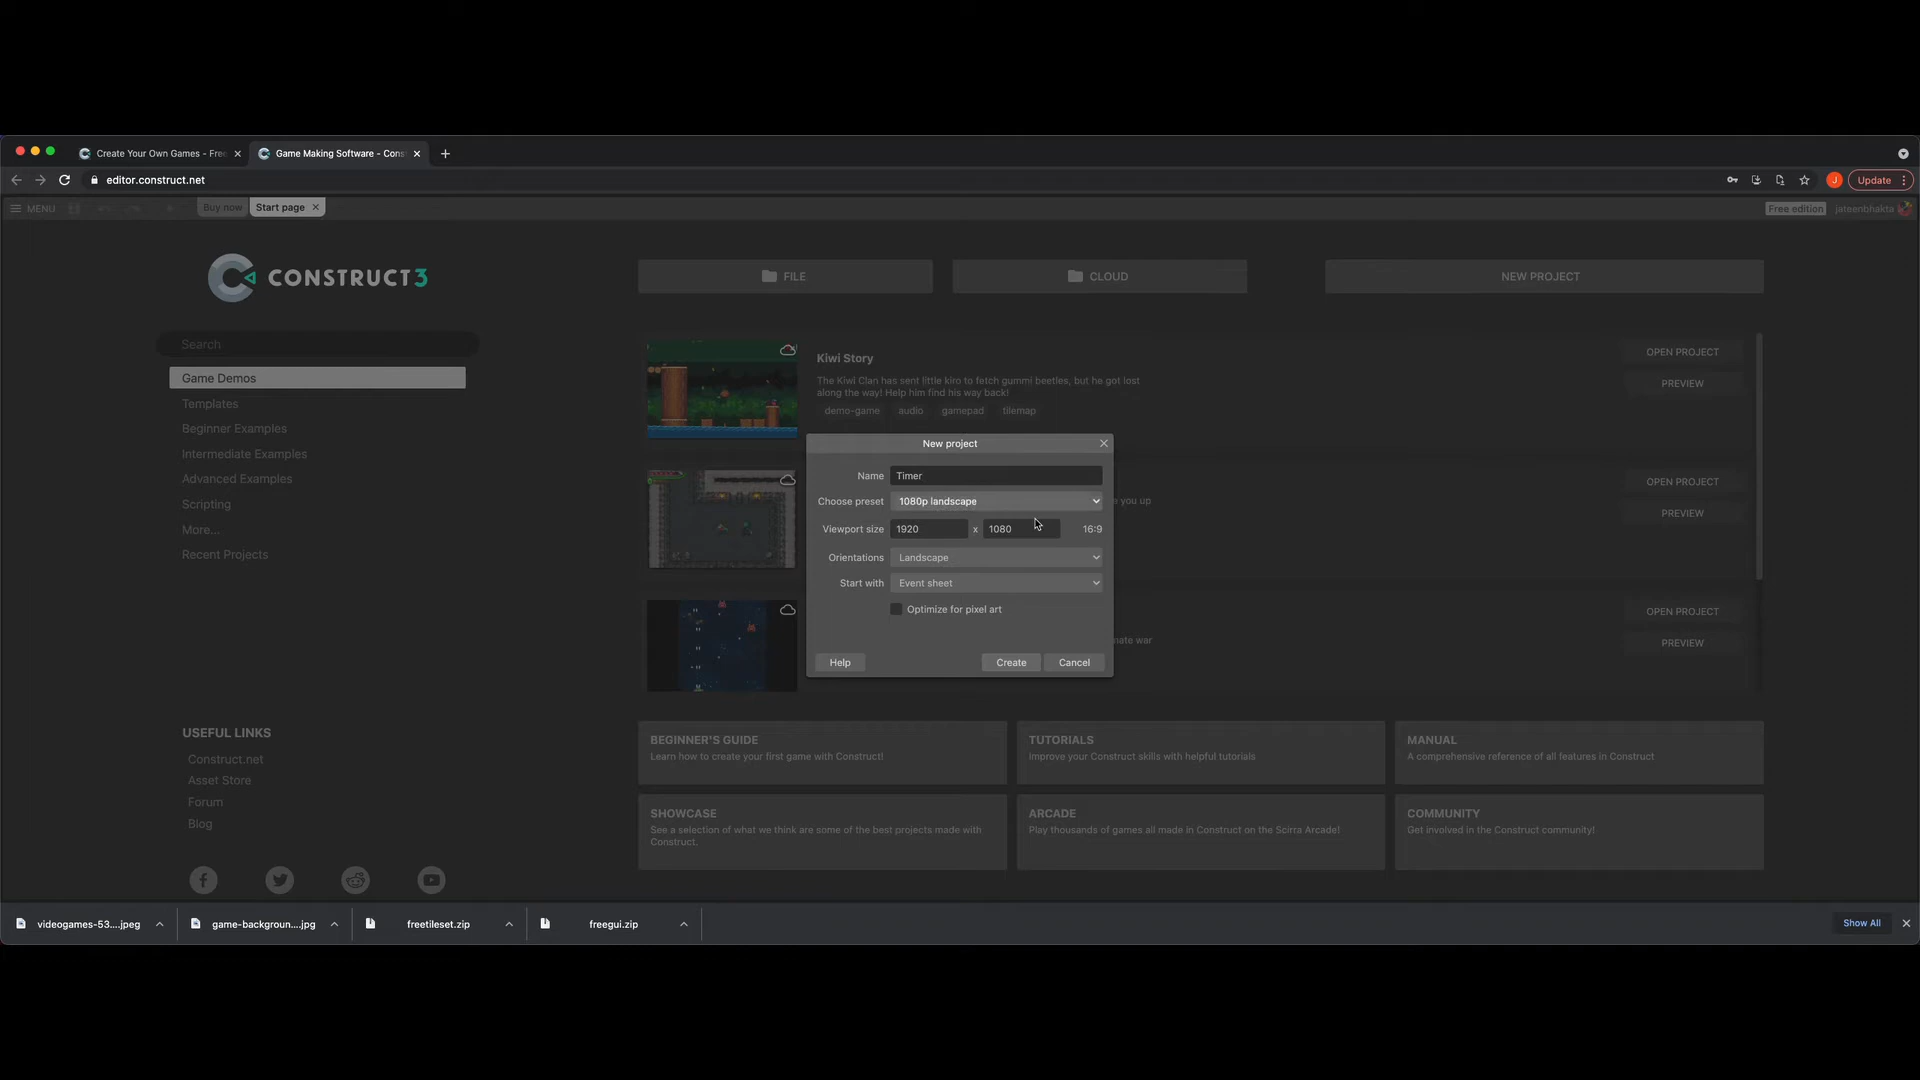 Create Your Own Games - Free
Game Making Software - Cons
editor.construct.net
Update
MENU
Buy now
Start page
Free edition
jateenbhakta
CONSTRUCT3
FILE
CLOUD
NEW PROJECT
Search
Game Demos
Templates
Beginner Examples
Intermediate Examples
Advanced Examples
Scripting
More...
Recent Projects
Kiwi Story
The Kiwi Clan has sent little kiro to fetch gummi beetles, but he got lost
along the way! Help him find his way back!
demo-game audio gamepad tilemap
OPEN PROJECT
PREVIEW
you up
OPEN PROJECT
PREVIEW
war
OPEN PROJECT
PREVIEW
New project
Name Timer
Choose preset 1080p landscape
Viewport size 1920 x 1080 16:9
Orientations Landscape
Start with Event sheet
Optimize for pixel art
Help
Create
Cancel
USEFUL LINKS
Construct.net
Asset Store
Forum
Blog
BEGINNER'S GUIDE
Learn how to create your first game with Construct!
TUTORIALS
Improve your Construct skills with helpful tutorials
MANUAL
A comprehensive reference of all features in Construct
SHOWCASE
See a selection of what we think are some of the best projects made with
Construct.
ARCADE
Play thousands of games all made in Construct on the Scirra Arcade!
COMMUNITY
Get involved in the Construct community!
videogames-53....jpeg
game-backgroun....jpg
freetileset.zip
freegui.zip
Show All
J